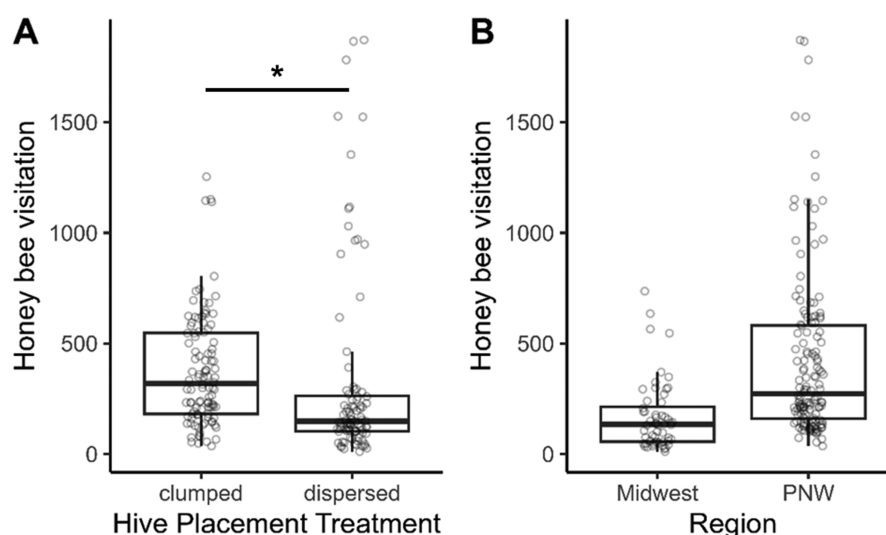 A
*
Honey bee visitation
1500
1000
500
0
clumped dispersed
Hive Placement Treatment
B
Honey bee visitation
1500
1000
500
0
Midwest PNW
Region